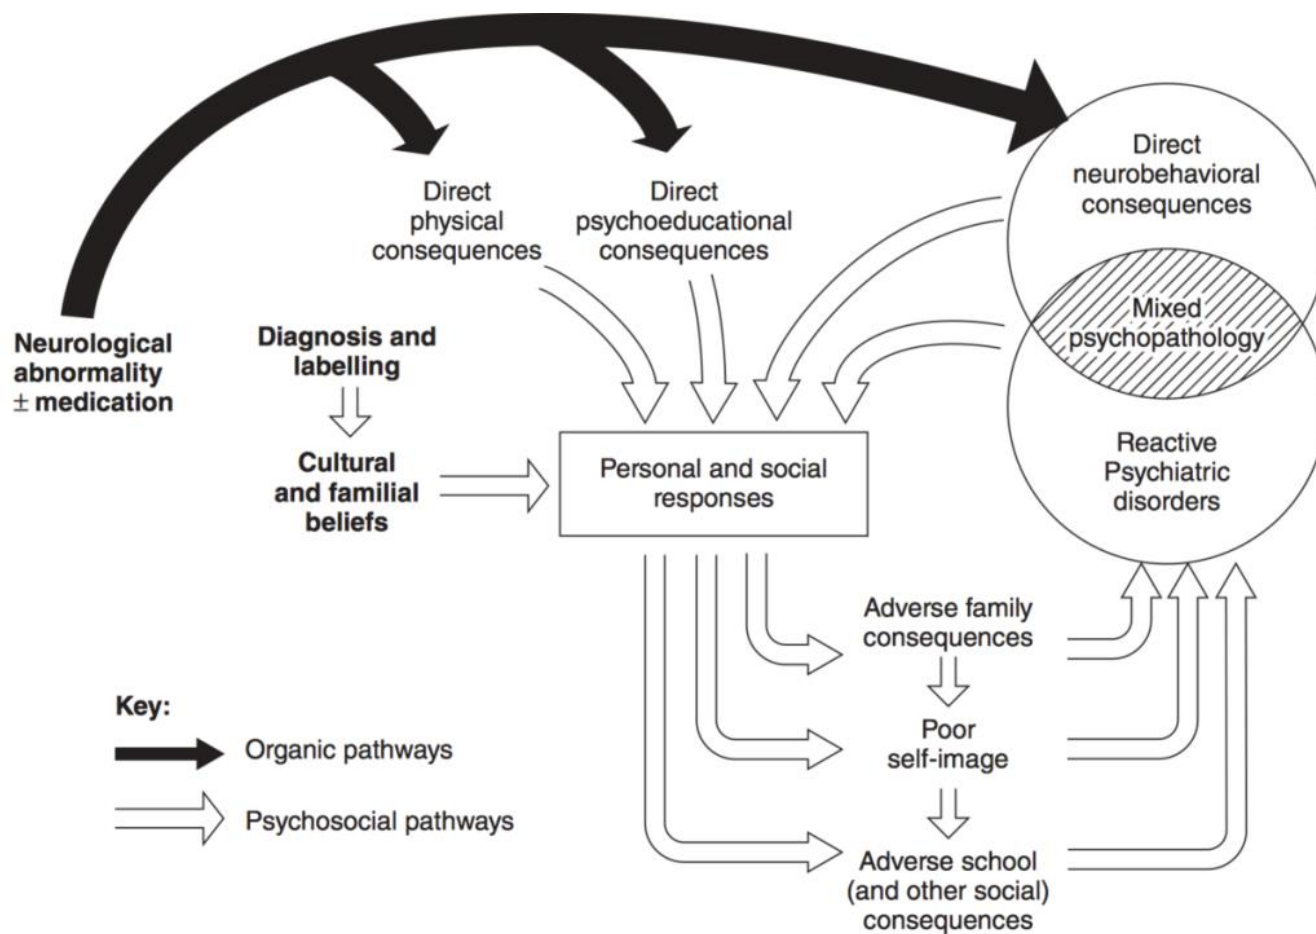 Direct
neurobehavioral
consequences
Direct
physical
consequences
Direct
psychoeducational
consequences
Mixed
psychopathology
Neurological
abnormality
± medication
Diagnosis and
labelling
Cultural
and familial
beliefs
Personal and social
responses
Reactive
Psychiatric
disorders
Adverse family
consequences
Poor
self-image
Adverse school
(and other social)
consequences
Key:
Organic pathways
Psychosocial pathways